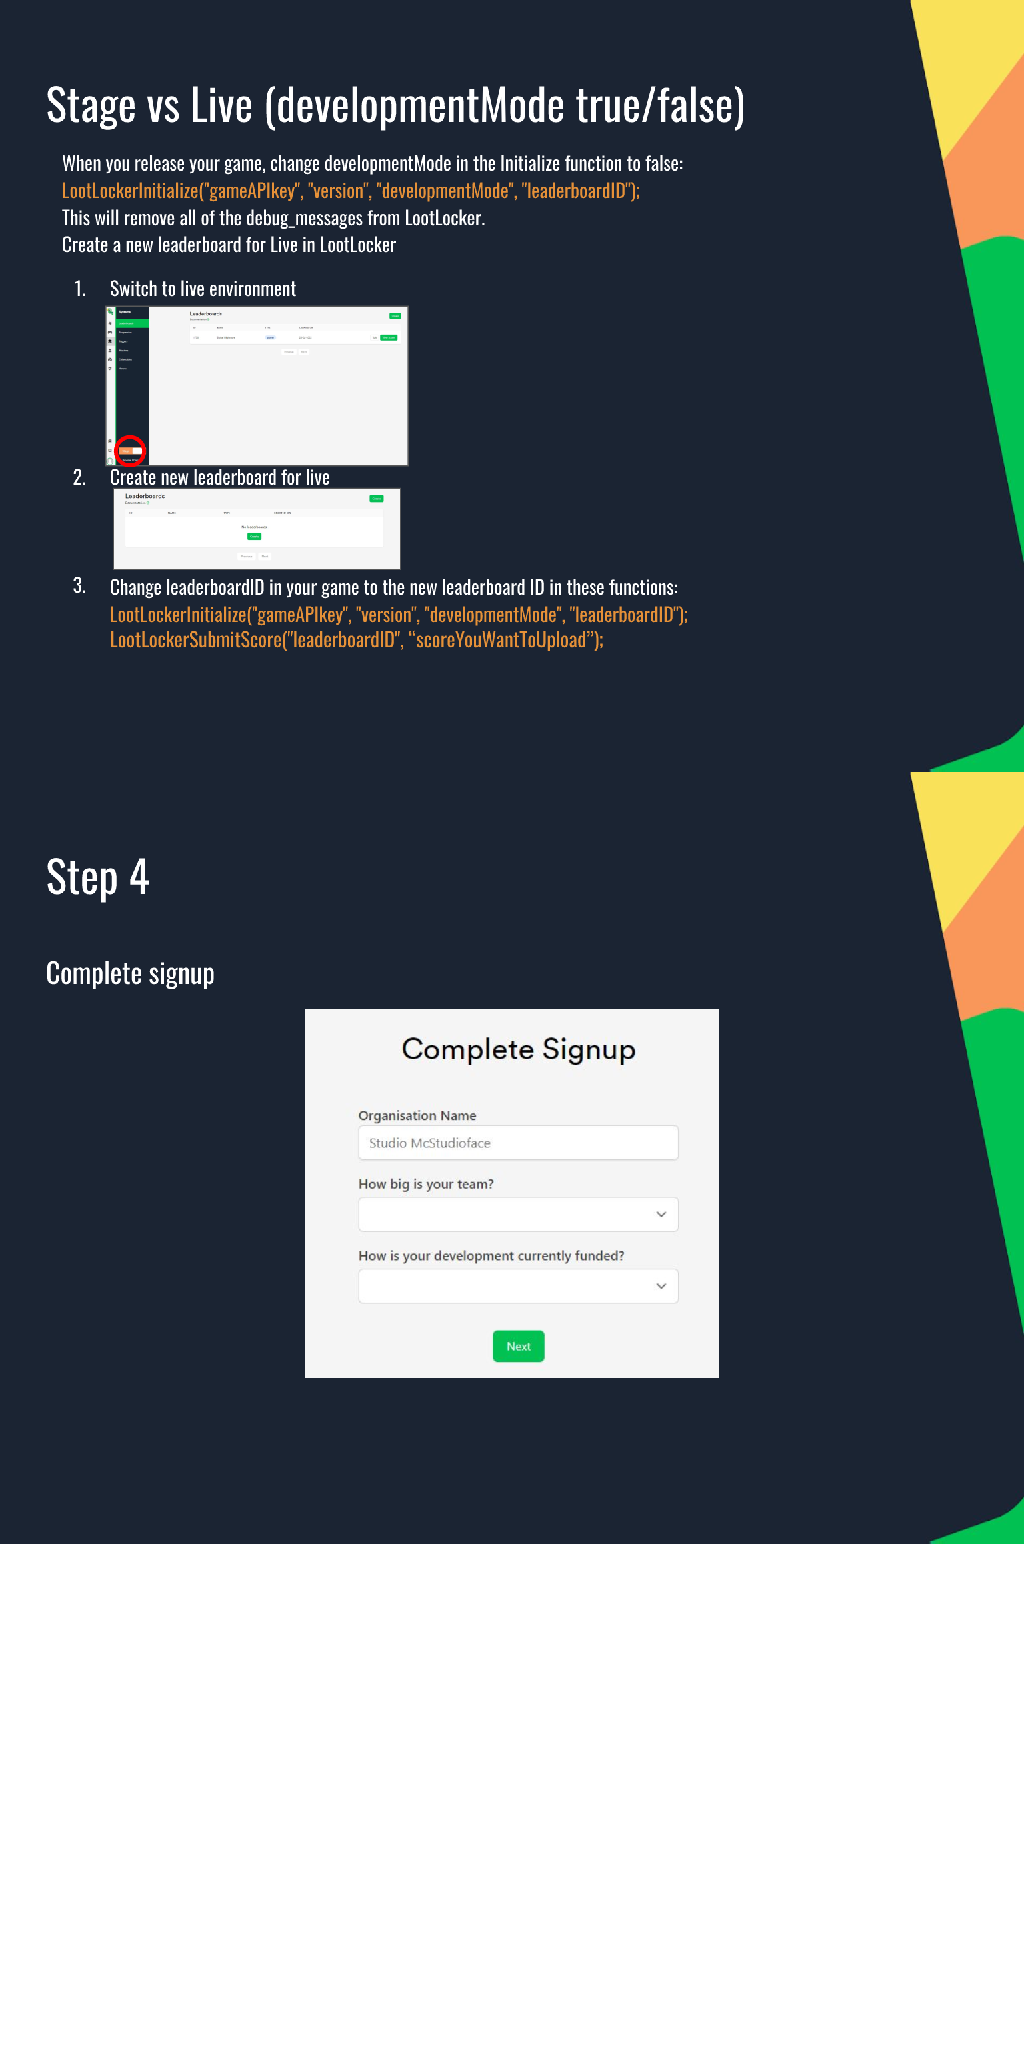 Stage vs Live (developmentMode true/false)
When you release your game, change developmentMode in the Initialize function to false:
LootLockerInitialize("gameAPIkey", "version", "developmentMode", "leaderboardID");
This will remove all of the debug_messages from LootLocker.
Create a new leaderboard for Live in LootLocker
1. Switch to live environment
Leaderboards
2. Create new leaderboard for live
Leaderboards
3. Change leaderboardID in your game to the new leaderboard ID in these functions:
LootLockerInitialize("gameAPIkey", "version", "developmentMode", "leaderboardID");
LootLockerSubmitScore("leaderboardID", “scoreYouWantToUpload”);
Step 4
Complete signup
Complete Signup
Organisation Name
Studio McStudioface
How big is your team?
How is your development currently funded?
Next